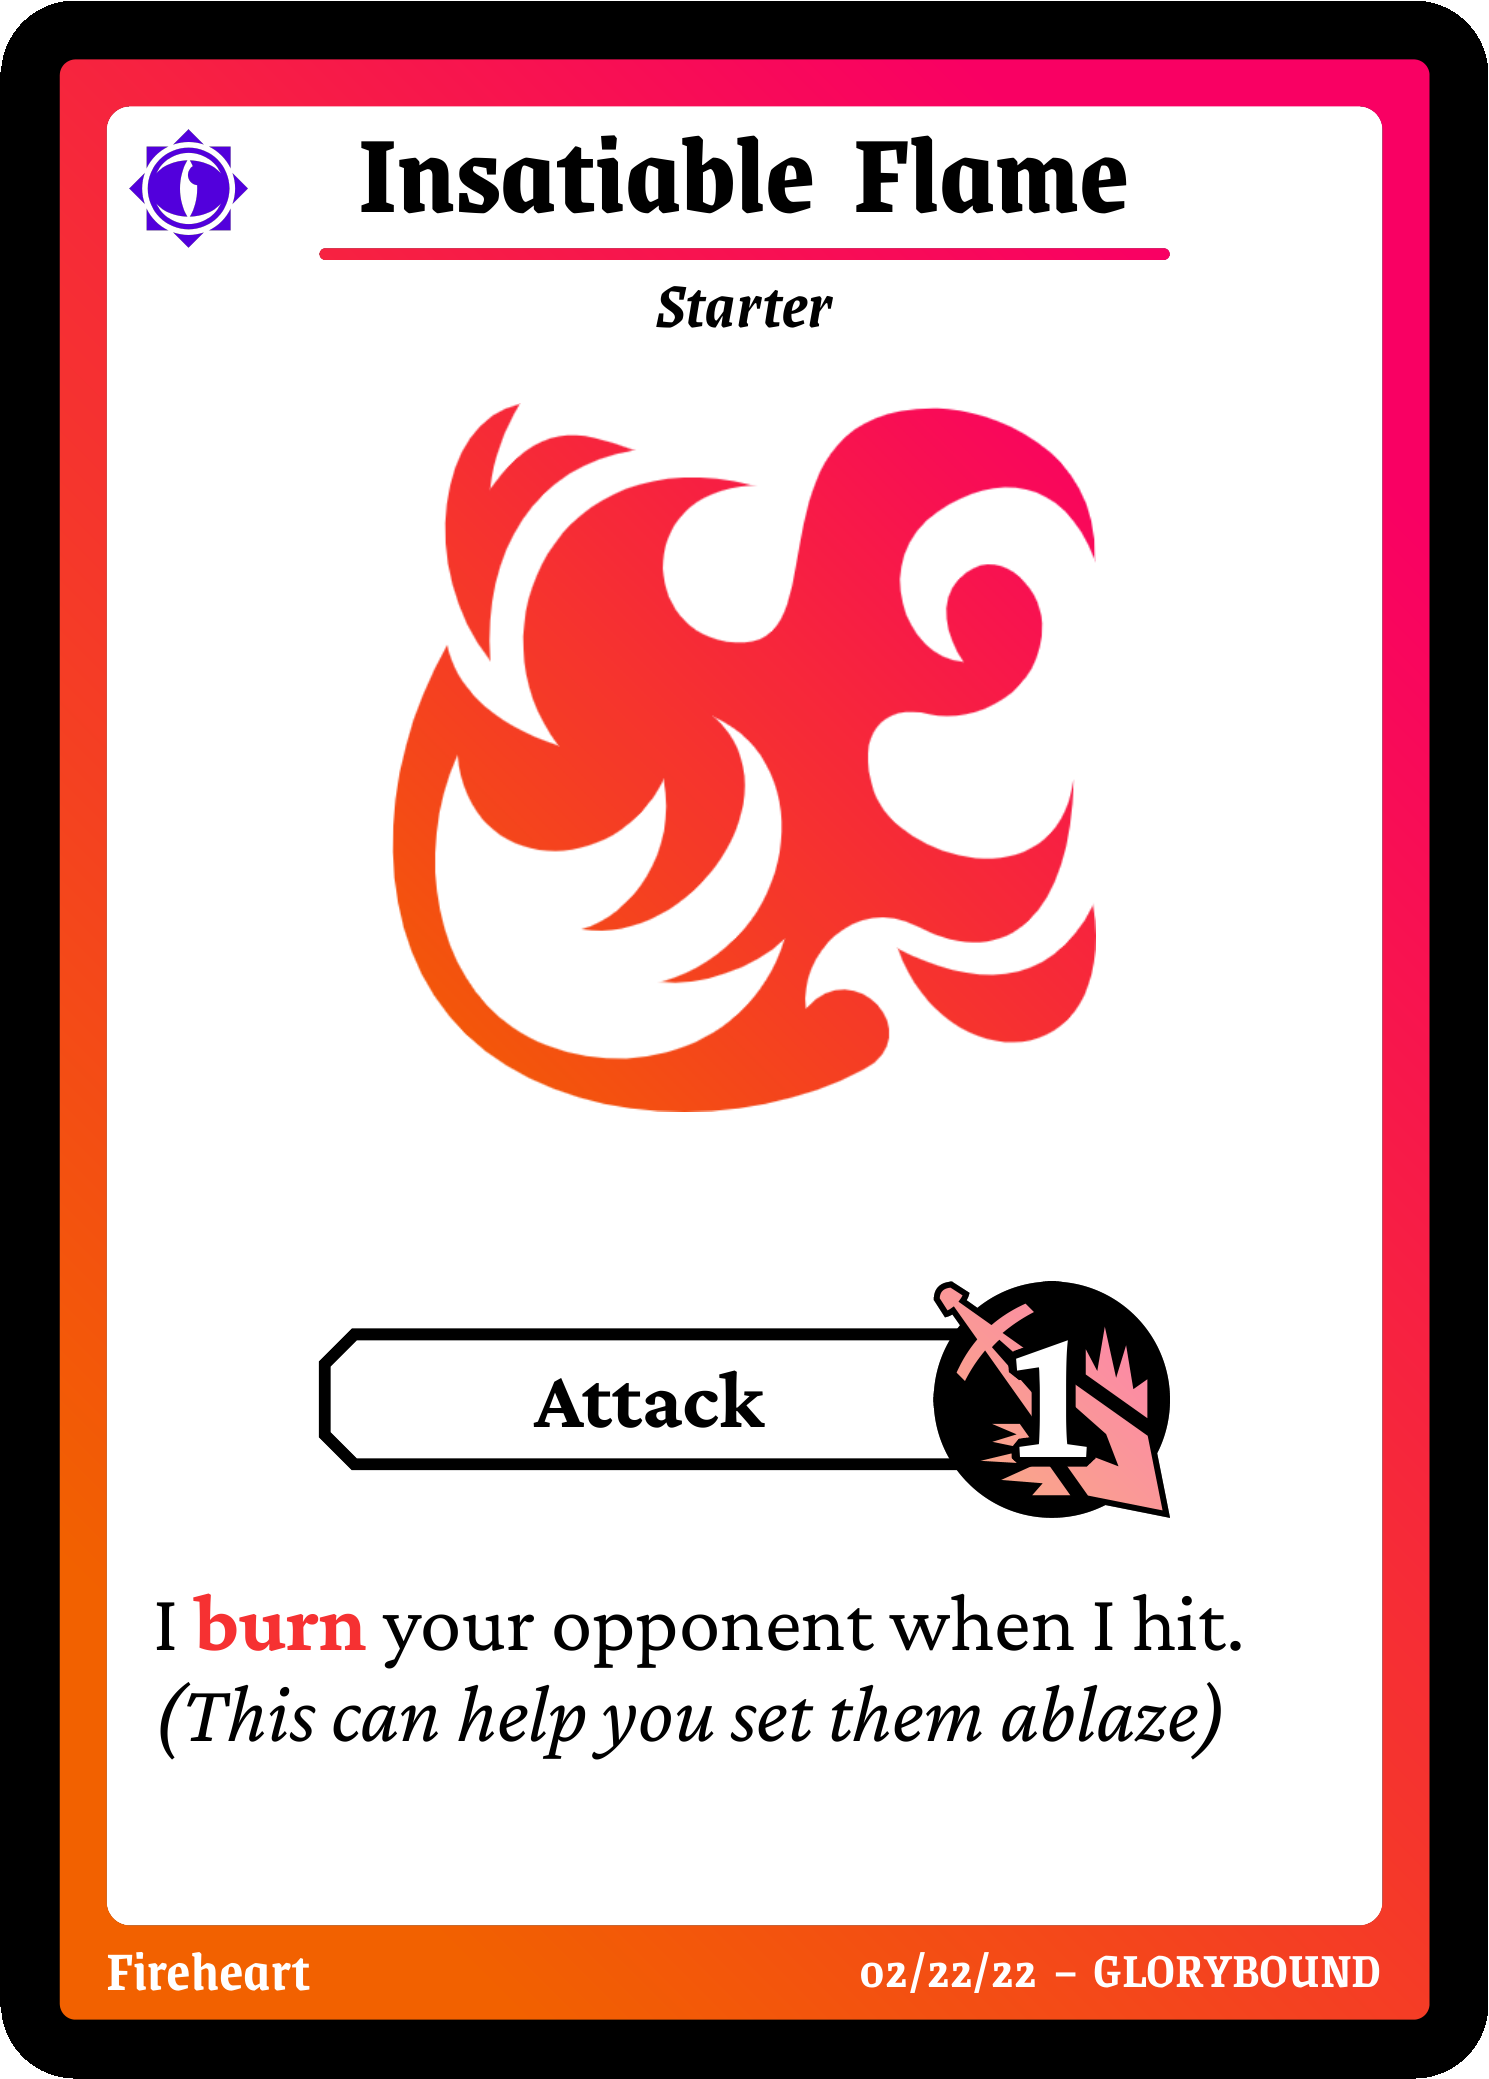 Insatiable Flame
Starter
Attack
1
I burn your opponent when I hit.
(This can help you set them ablaze)
Fireheart
02/22/22 – GLORYBOUND